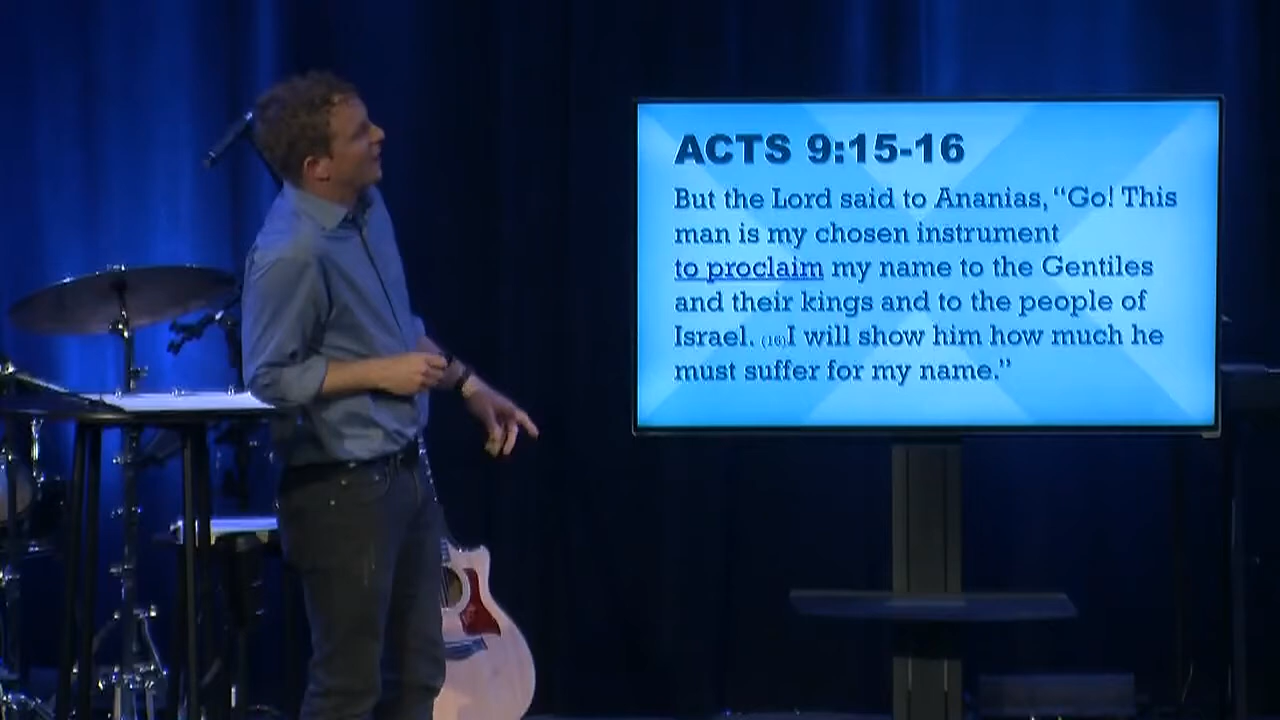 ACTS 9:15-16
But the Lord said to Ananias, “Go! This
man is my chosen instrument
to proclaim my name to the Gentiles
and their kings and to the people of
Israel. (16)I will show him how much he
must suffer for my name.”